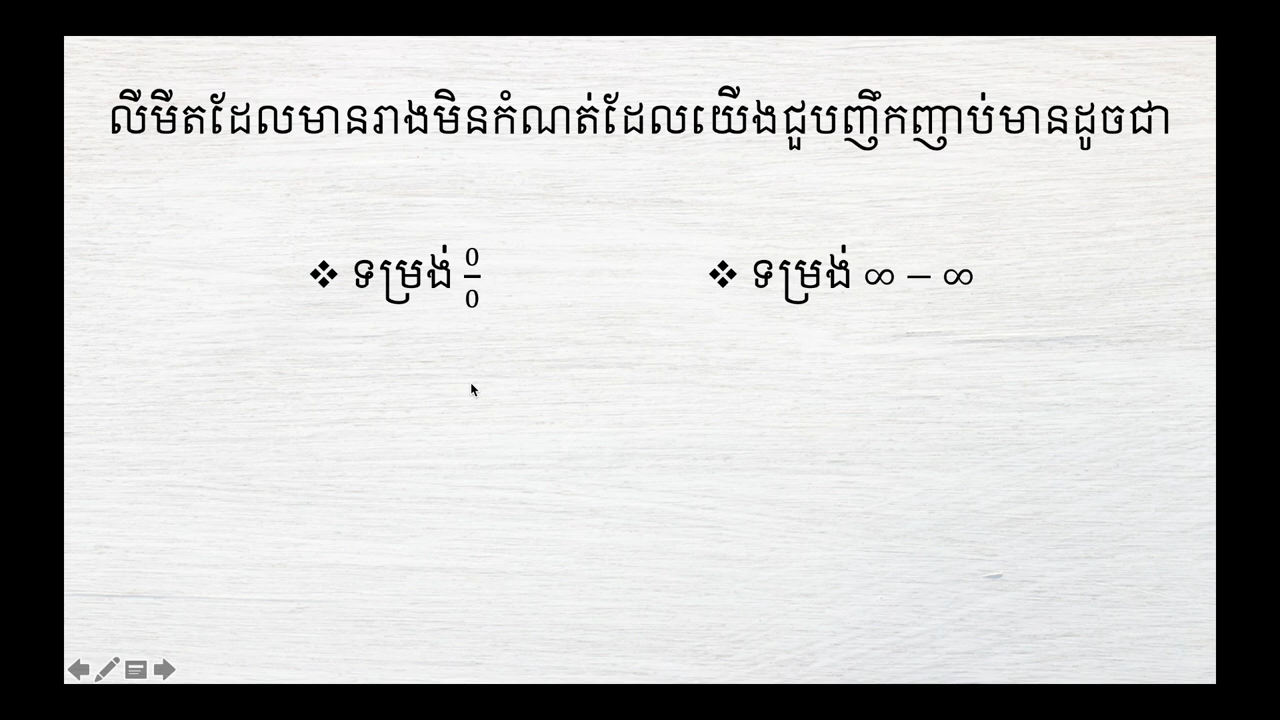 លីមីតដែលមានរាងមិនកំណត់ដែលយើងជួបញឹកញាប់មានដូចជា
❖ ទម្រង់ 0/0
❖ ទម្រង់ ∞ − ∞